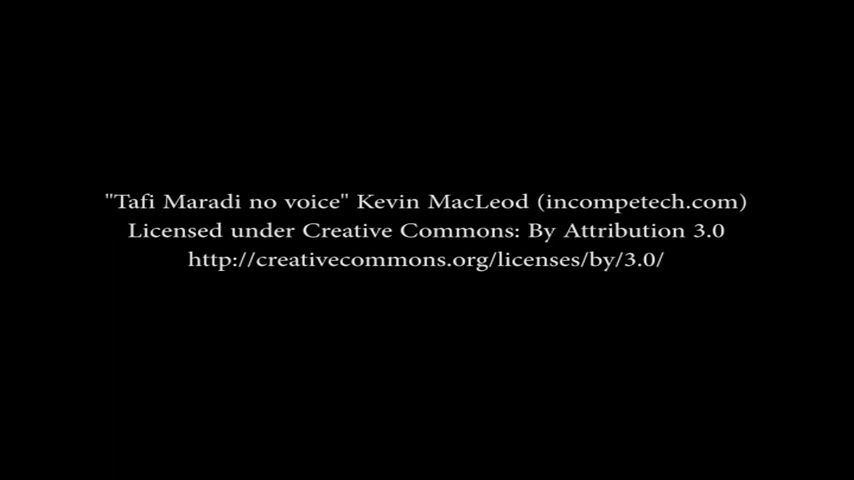 "Tafi Maradi no voice" Kevin MacLeod (incompetech.com)
Licensed under Creative Commons: By Attribution 3.0
http://creativecommons.org/licenses/by/3.0/